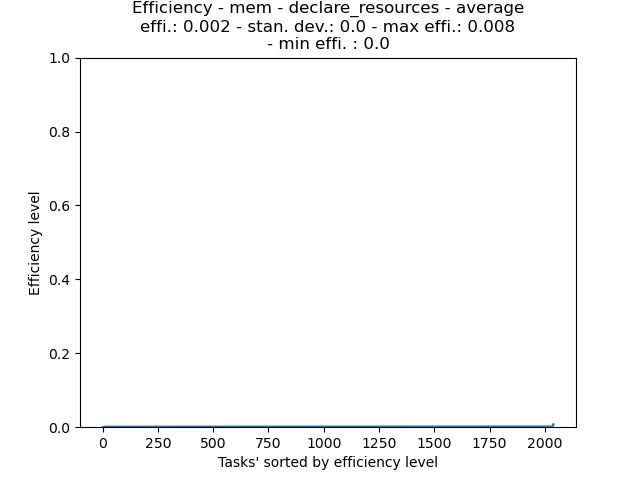 Efficiency - mem - declare_resources - average
effi.: 0.002 - stan. dev.: 0.0 - max effi.: 0.008
- min effi. : 0.0
1.0
0.8
0.6
0.4
0.2
0.0
Efficiency level
0 250 500 750 1000 1250 1500 1750 2000
Tasks' sorted by efficiency level